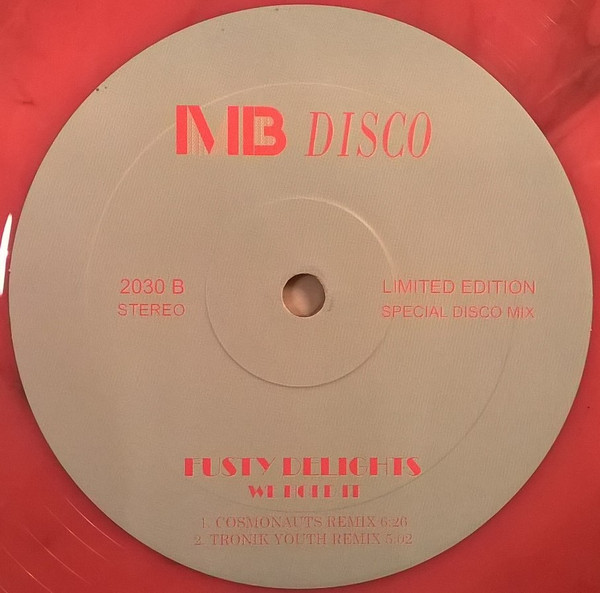 MB DISCO
2030 B
STEREO
LIMITED EDITION
SPECIAL DISCO MIX
FUSTY DELIGHTS
WE HOLD IT
1. COSMONAUTS REMIX 6:26
2. TRONIK YOUTH REMIX 5:02